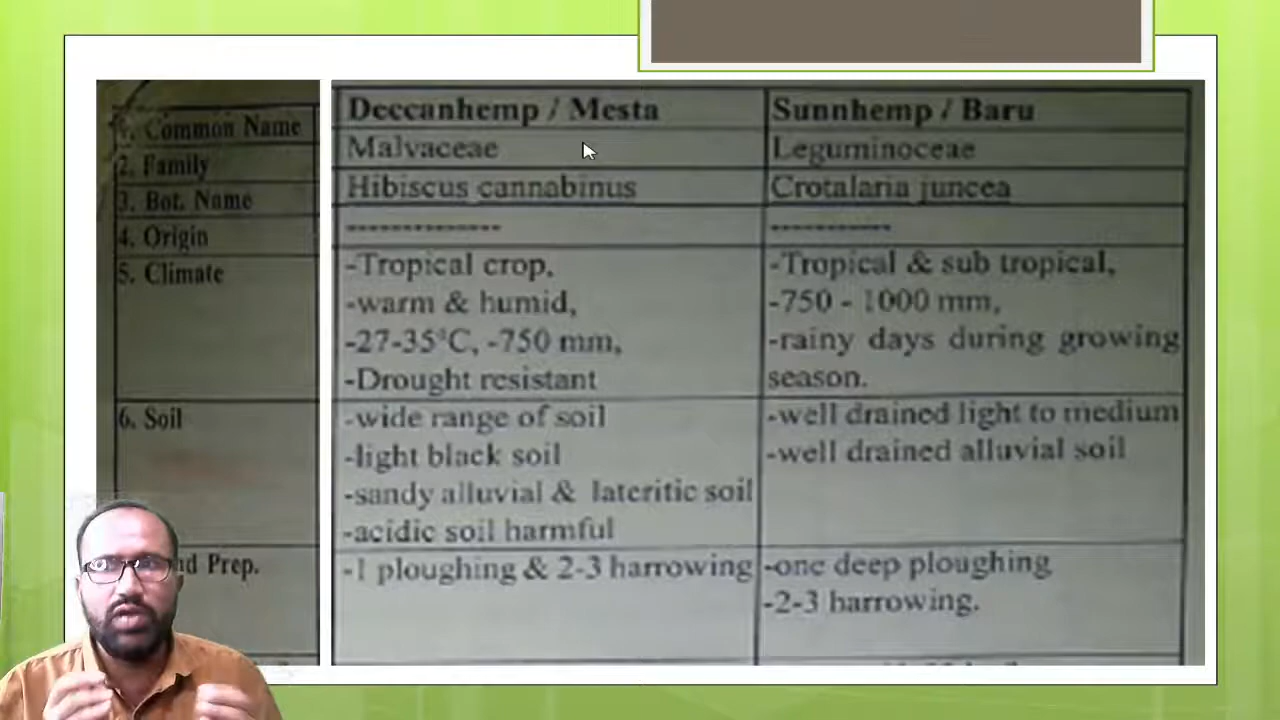 1. Common Name
2. Family
3. Bot. Name
4. Origin
5. Climate
6. Soil
Prep.
Deccanhemp / Mesta
Malvaceae
Hibiscus cannabinus
--------------
-Tropical crop,
-warm & humid,
-27-35°C, -750 mm,
-Drought resistant
-wide range of soil
-light black soil
-sandy alluvial & lateritic soil
-acidic soil harmful
-1 ploughing & 2-3 harrowing
Sunnhemp / Baru
Leguminoceae
Crotalaria juncea
-----------
-Tropical & sub tropical,
-750 - 1000 mm,
-rainy days during growing
season.
-well drained light to medium
-well drained alluvial soil
-one deep ploughing
-2-3 harrowing.